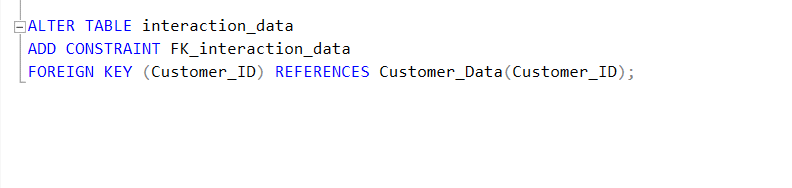 ALTER TABLE interaction_data
ADD CONSTRAINT FK_interaction_data
FOREIGN KEY (Customer_ID) REFERENCES Customer_Data(Customer_ID);